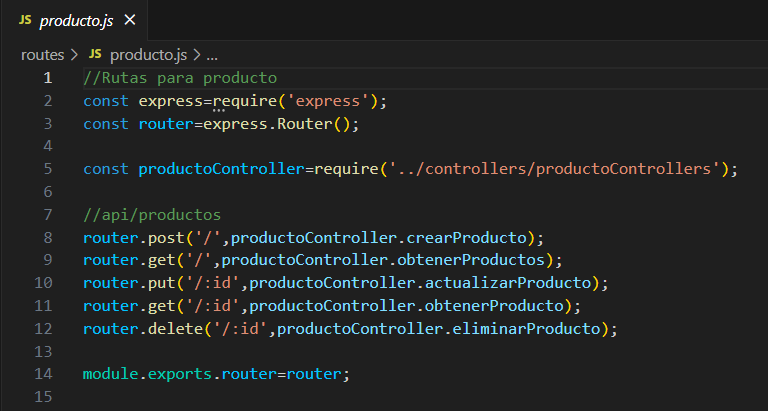 JS producto.js ×
routes > JS producto.js > ...
1 //Rutas para producto
2 const express=require('express');
3 const router=express.Router();
4
5 const productoController=require('../controllers/productoControllers');
6
7 //api/productos
8 router.post('/',productoController.crearProducto);
9 router.get('/',productoController.obtenerProductos);
10 router.put('/:id',productoController.actualizarProducto);
11 router.get('/:id',productoController.obtenerProducto);
12 router.delete('/:id',productoController.eliminarProducto);
13
14 module.exports.router=router;
15